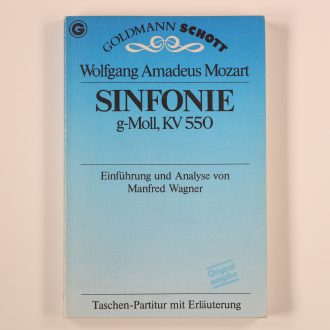 G
GOLDMANN SCHOTT
Wolfgang Amadeus Mozart
SINFONIE
g-Moll, KV 550
Einführung und Analyse von
Manfred Wagner
Original
ausgabe
Taschen-Partitur mit Erläuterung